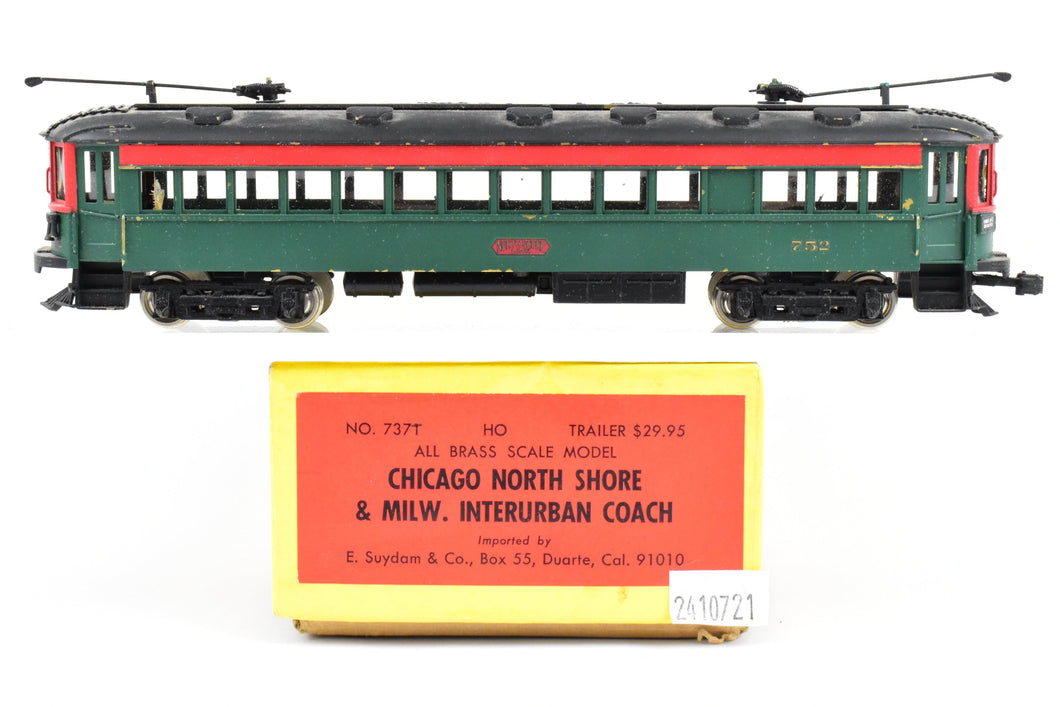 752
NO. 7371 HO TRAILER $29.95
ALL BRASS SCALE MODEL
CHICAGO NORTH SHORE
& MILW. INTERURBAN COACH
Imported by
E. Suydam & Co., Box 55, Duarte, Cal. 91010
2410721